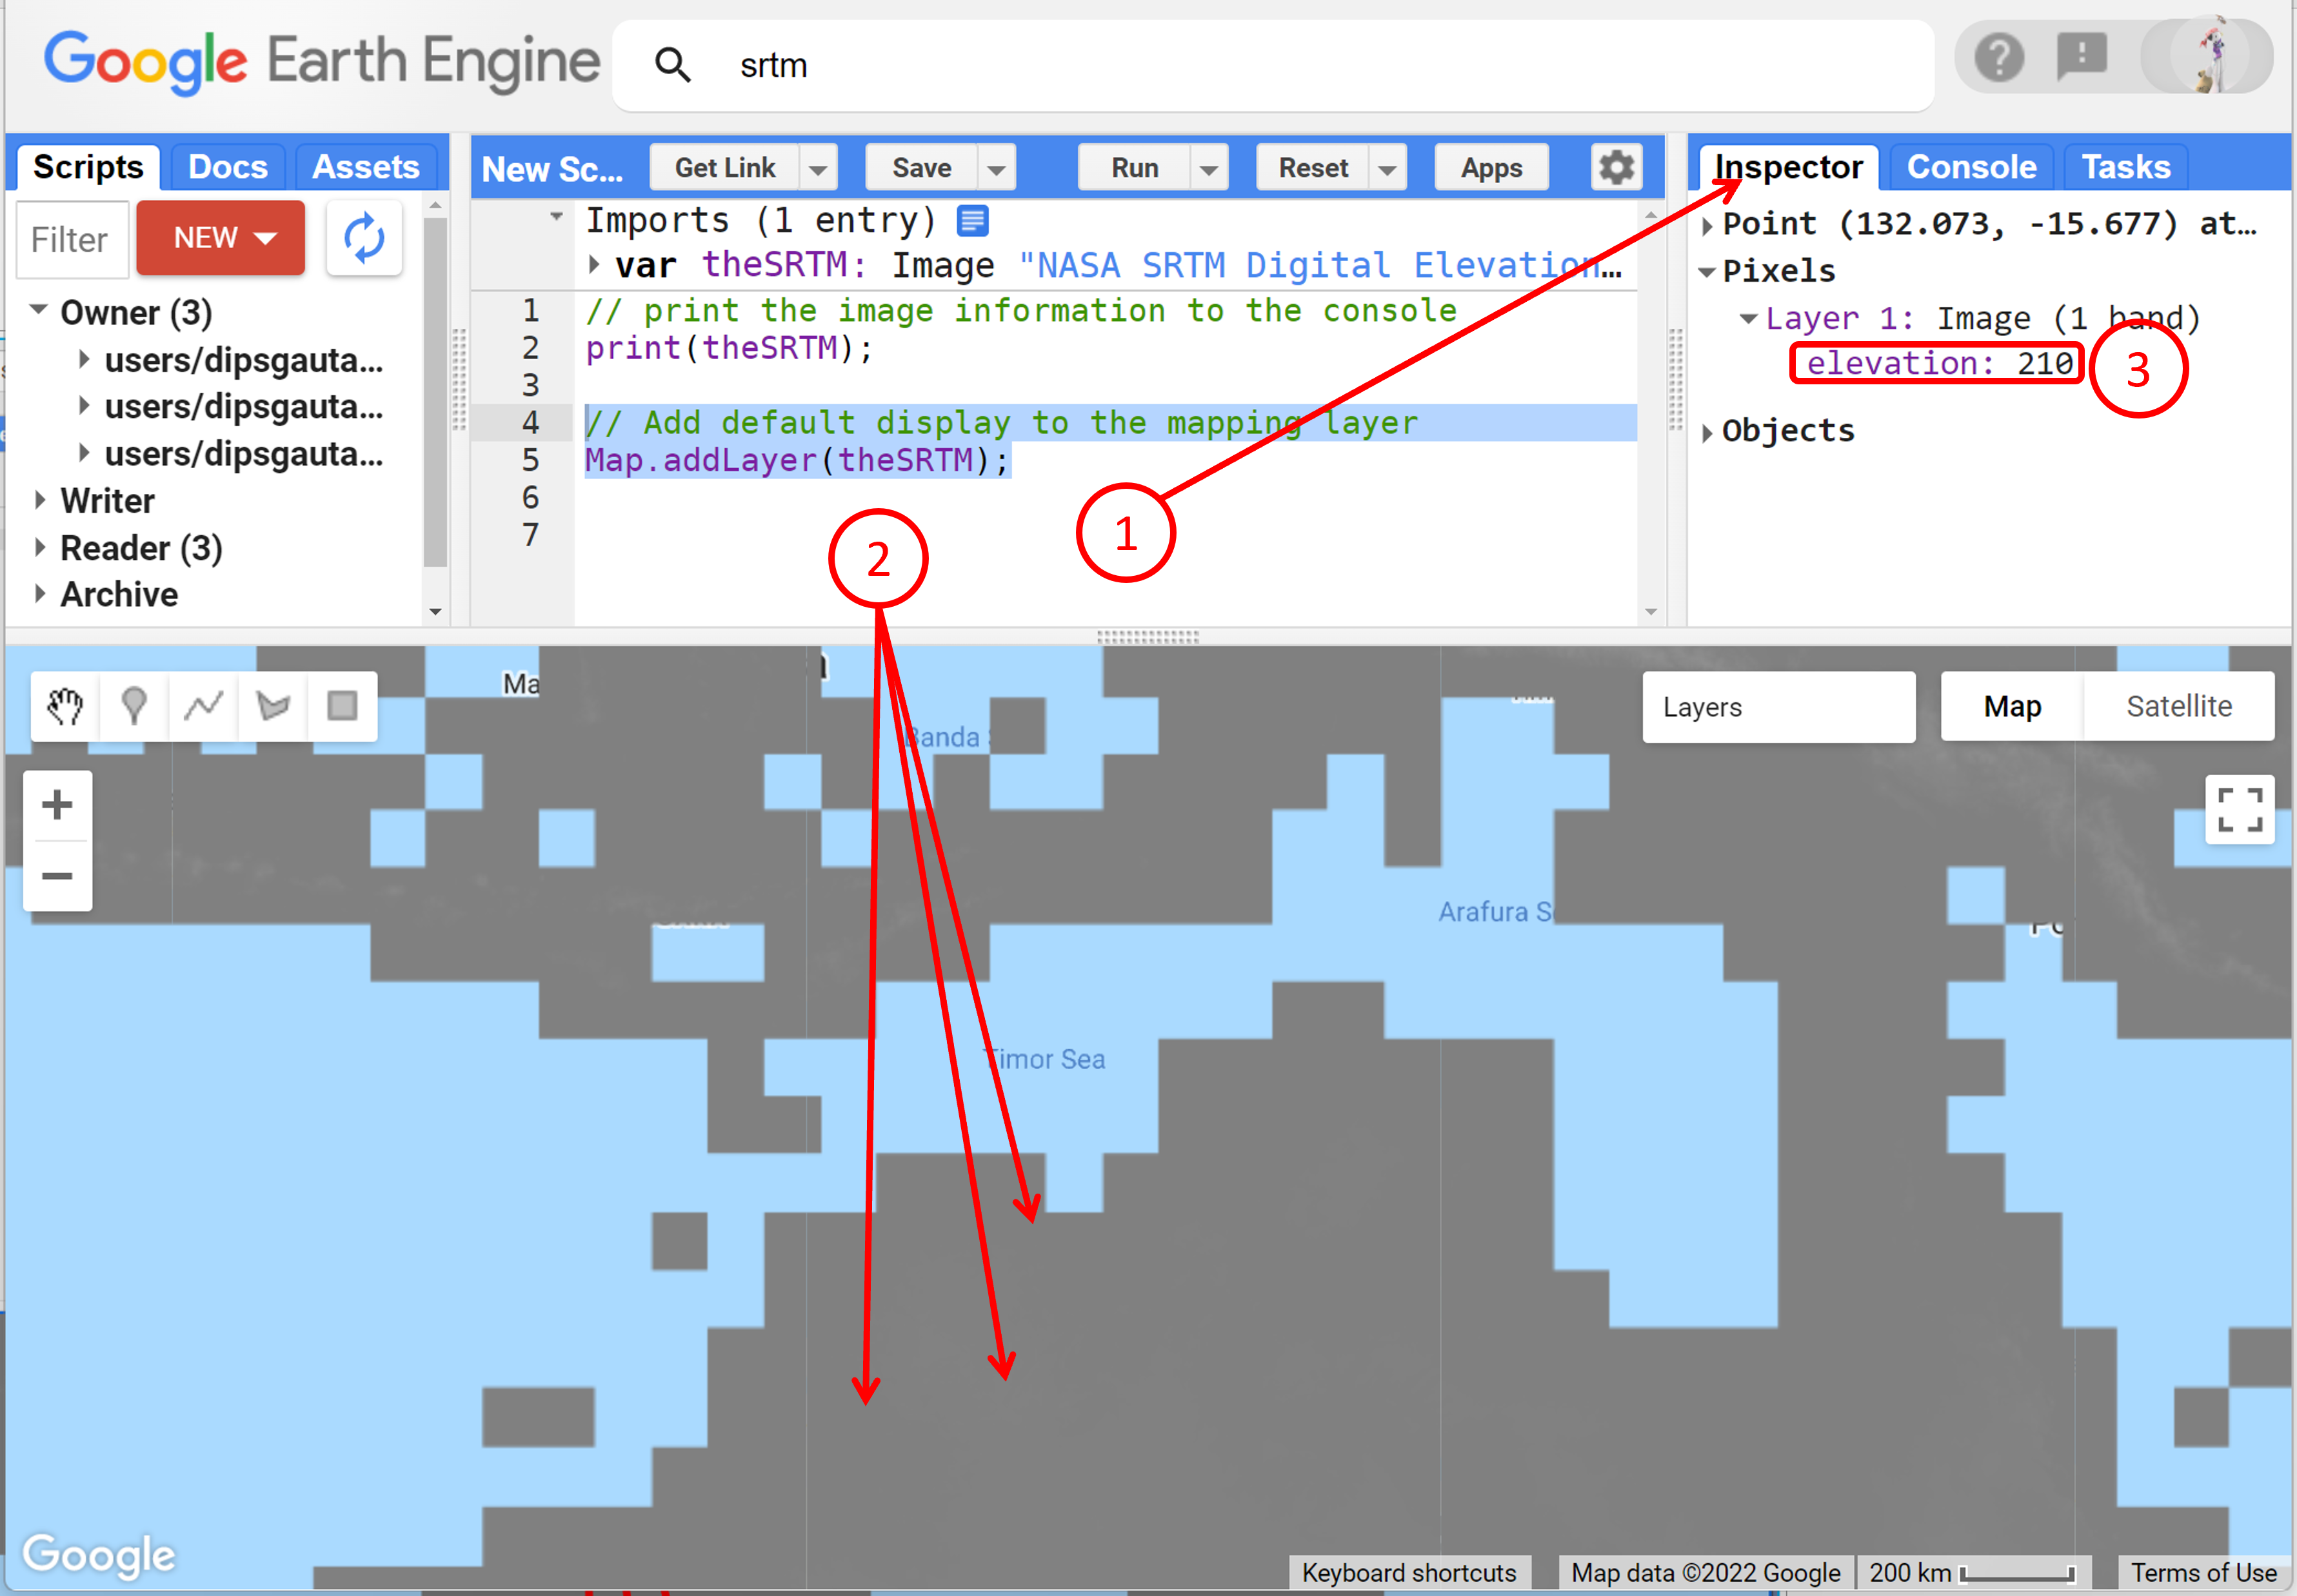 Google Earth Engine
srtm
Scripts Docs Assets
New Sc... Get Link Save Run Reset Apps
Inspector Console Tasks
Filter NEW
Owner (3)
users/dipsgauta...
users/dipsgauta...
users/dipsgauta...
Writer
Reader (3)
Archive
Imports (1 entry)
var theSRTM: Image "NASA SRTM Digital Elevation...
1 // print the image information to the console
2 print(theSRTM);
3
4 // Add default display to the mapping layer
5 Map.addLayer(theSRTM);
6
7
Point (132.073, -15.677) at...
Pixels
Layer 1: Image (1 band)
elevation: 210
Objects
3
1
2
Ma
Layers
Map Satellite
Banda
Arafura S
Timor Sea
Google
Keyboard shortcuts Map data ©2022 Google 200 km Terms of Use